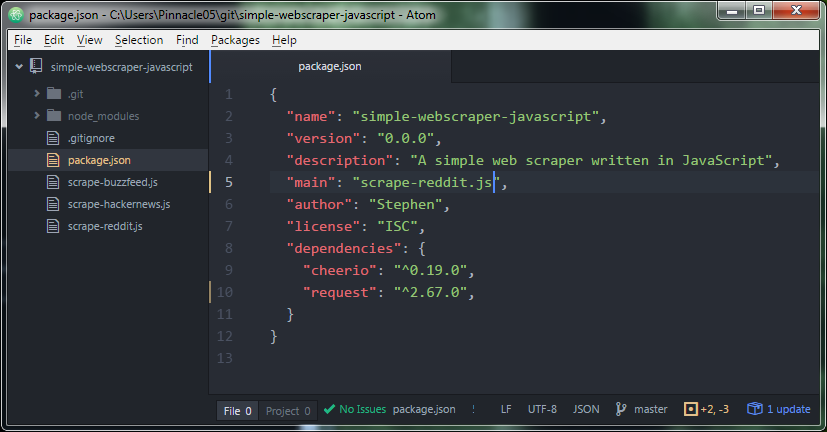 package.json - C:\Users\Pinnacle05\git\simple-webscraper-javascript - Atom
File Edit View Selection Find Packages Help
simple-webscraper-javascript
.git
node_modules
.gitignore
package.json
scrape-buzzfeed.js
scrape-hackernews.js
scrape-reddit.js
package.json
1 {
2 "name": "simple-webscraper-javascript",
3 "version": "0.0.0",
4 "description": "A simple web scraper written in JavaScript",
5 "main": "scrape-reddit.js",
6 "author": "Stephen",
7 "license": "ISC",
8 "dependencies": {
9 "cheerio": "^0.19.0",
10 "request": "^2.67.0",
11 }
12 }
13
File 0 Project 0 No Issues package.json LF UTF-8 JSON master +2, -3 1 update